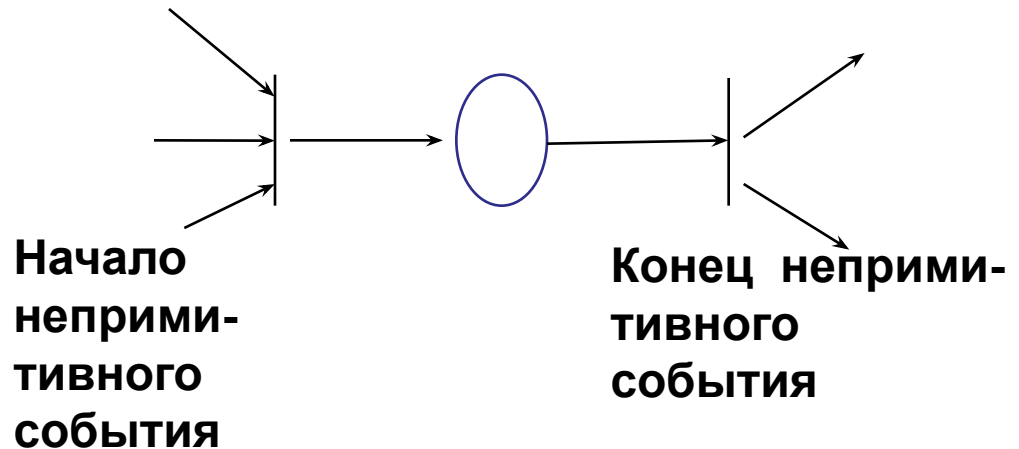 Начало
неприми-
тивного
события
Конец неприми-
тивного
события